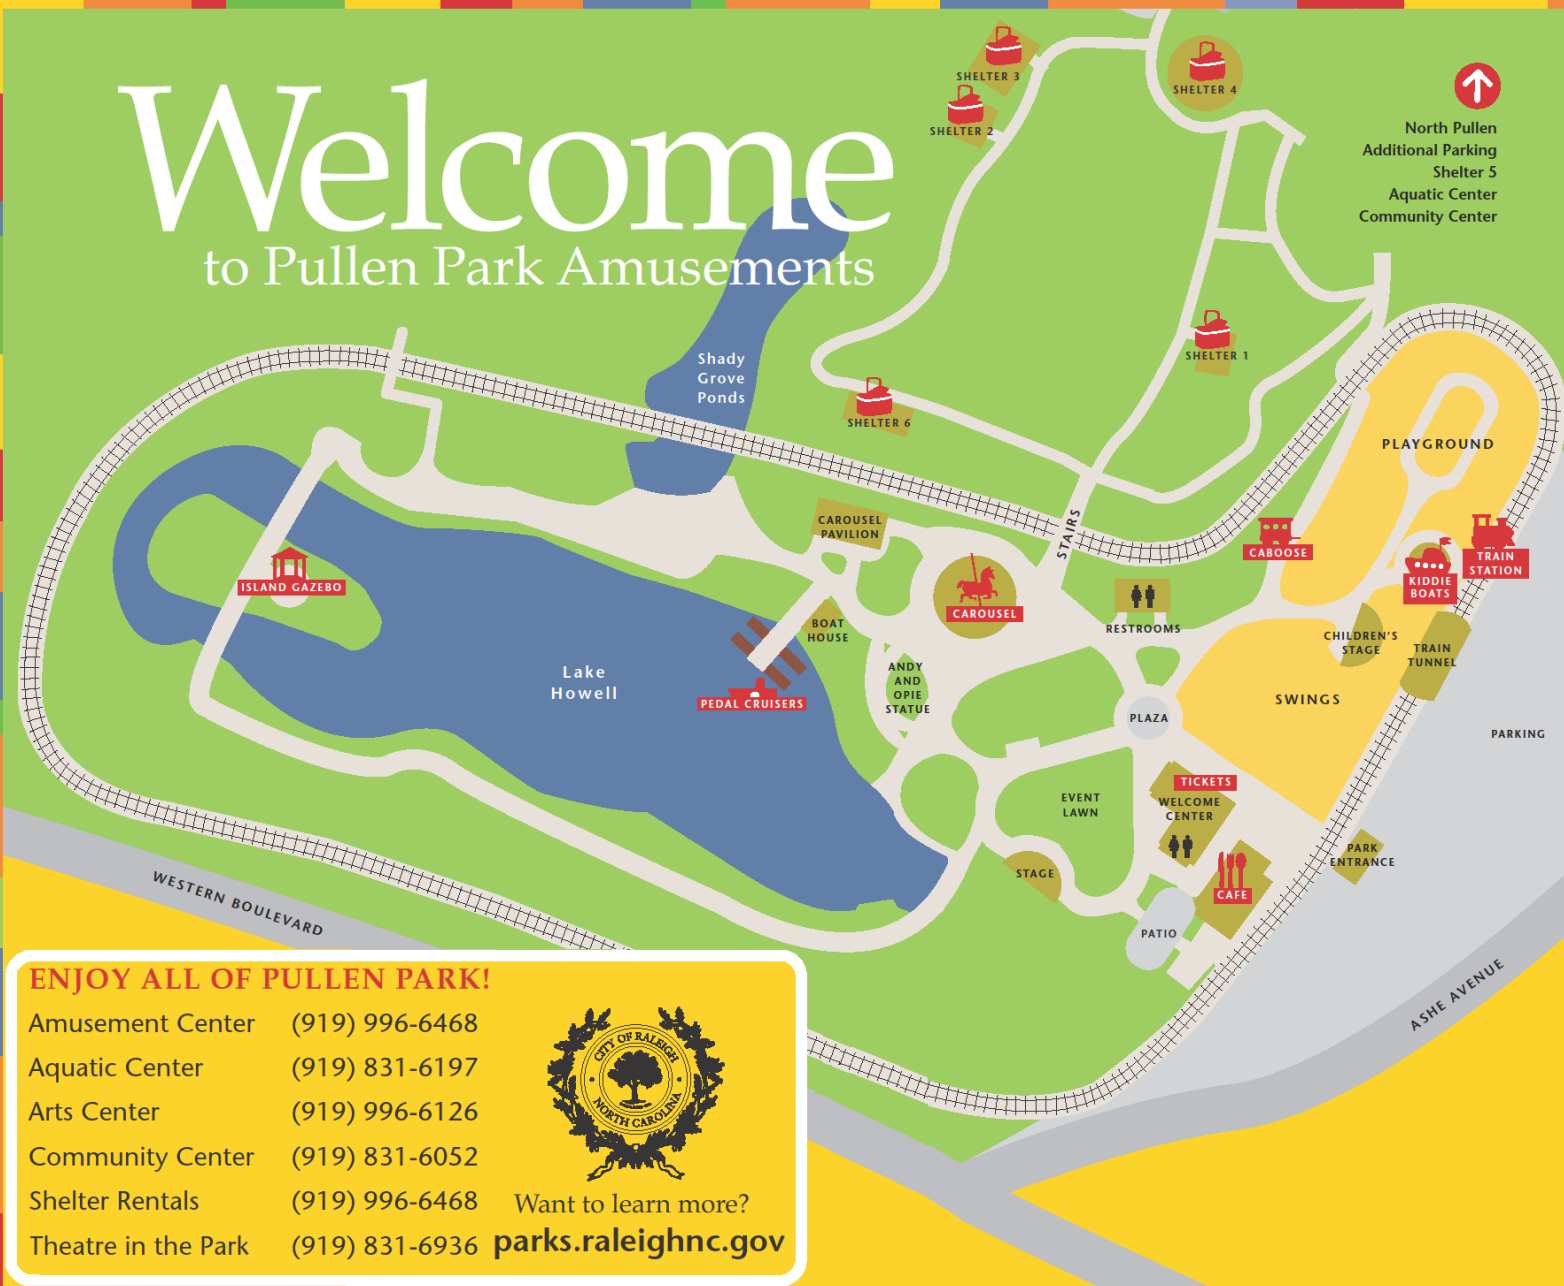 Welcome
to Pullen Park Amusements
SHELTER 3
SHELTER 2
SHELTER 4
North Pullen
Additional Parking
Shelter 5
Aquatic Center
Community Center
SHELTER 1
Shady
Grove
Ponds
SHELTER 6
PLAYGROUND
CAROUSEL
PAVILION
STAIRS
CABOOSE
TRAIN
STATION
KIDDIE
BOATS
ISLAND GAZEBO
CAROUSEL
BOAT
HOUSE
RESTROOMS
CHILDREN'S
STAGE
TRAIN
TUNNEL
Lake
Howell
ANDY
AND
OPIE
STATUE
PEDAL CRUISERS
SWINGS
PLAZA
PARKING
TICKETS
WELCOME
CENTER
EVENT
LAWN
PARK
ENTRANCE
STAGE
CAFE
PATIO
WESTERN BOULEVARD
ASHE AVENUE
ENJOY ALL OF PULLEN PARK!
Amusement Center (919) 996-6468
Aquatic Center (919) 831-6197
Arts Center (919) 996-6126
Community Center (919) 831-6052
Shelter Rentals (919) 996-6468
Theatre in the Park (919) 831-6936
CITY OF RALEIGH
NORTH CAROLINA
Want to learn more?
parks.raleighnc.gov